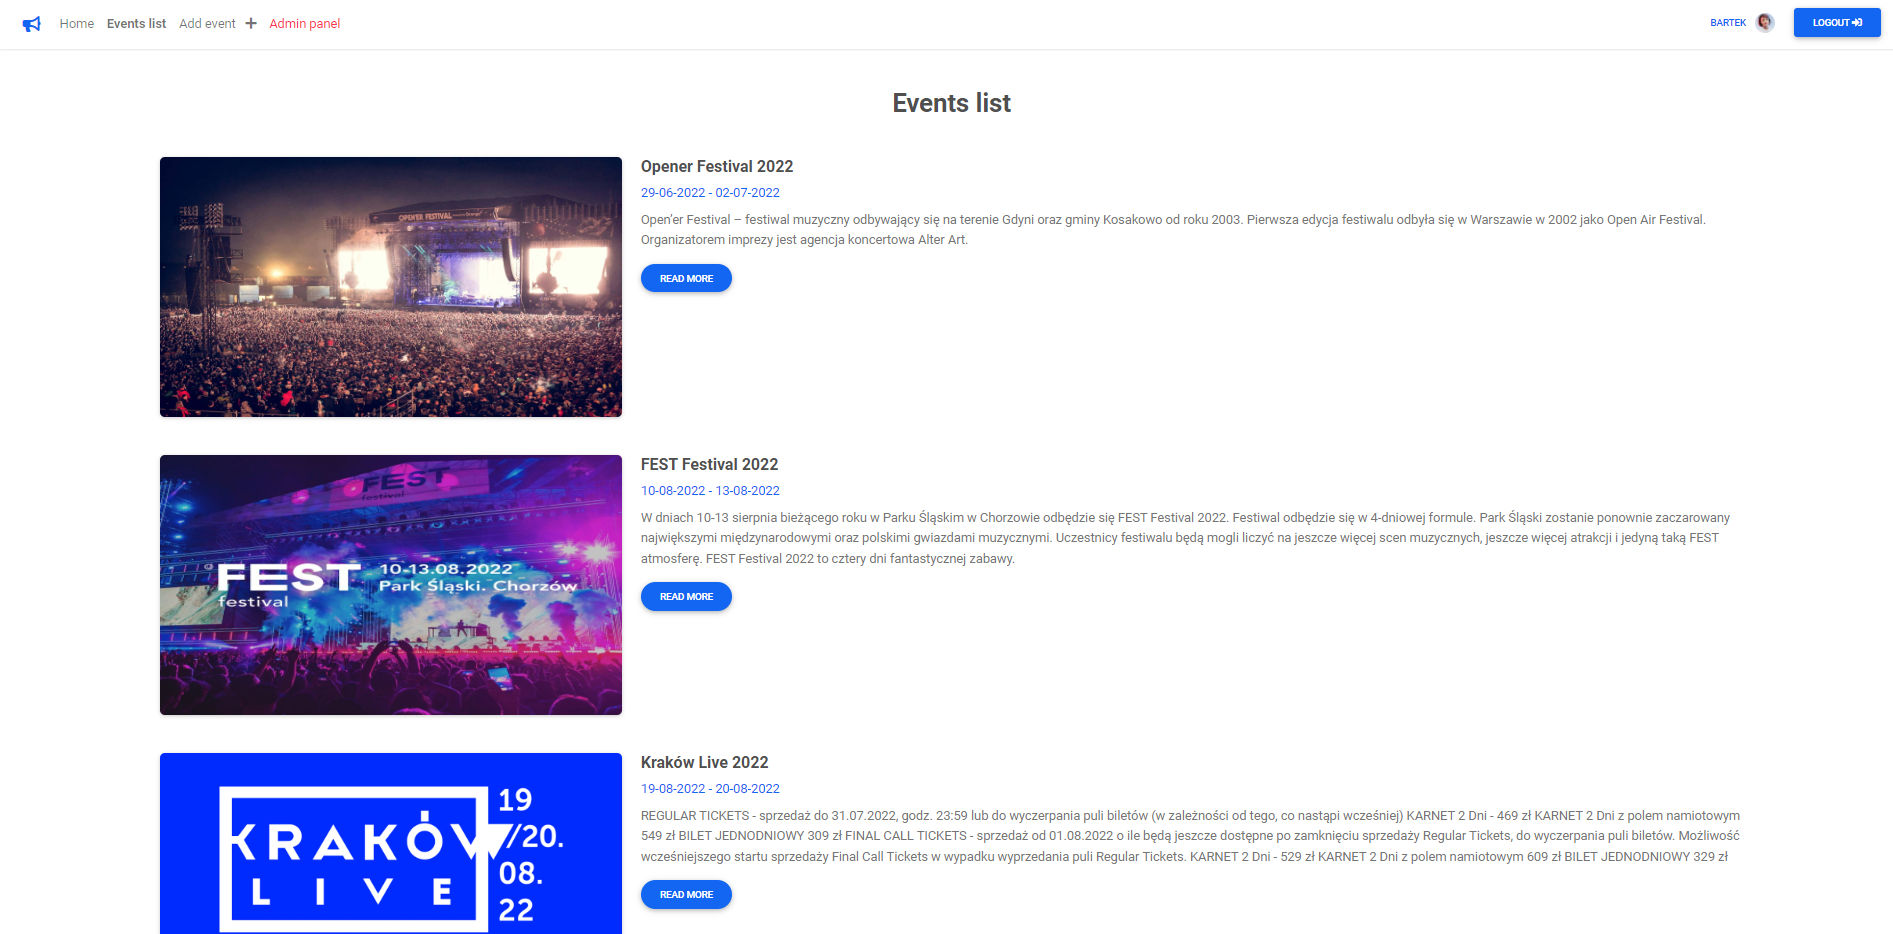 Home Events list Add event Admin panel
BARTEK LOGOUT
Events list
OPEN'ER FESTIVAL
Opener Festival 2022
29-06-2022 - 02-07-2022
Open'er Festival – festiwal muzyczny odbywający się na terenie Gdyni oraz gminy Kosakowo od roku 2003. Pierwsza edycja festiwalu odbyła się w Warszawie w 2002 jako Open Air Festival.
Organizatorem imprezy jest agencja koncertowa Alter Art.
READ MORE
FEST
festival
FEST
festival
10-13.08.2022
Park Śląski. Chorzów
FEST Festival 2022
10-08-2022 - 13-08-2022
W dniach 10-13 sierpnia bieżącego roku w Parku Śląskim w Chorzowie odbędzie się FEST Festival 2022. Festiwal odbędzie się w 4-dniowej formule. Park Śląski zostanie ponownie zaczarowany
największymi międzynarodowymi oraz polskimi gwiazdami muzycznymi. Uczestnicy festiwalu będą mogli liczyć na jeszcze więcej scen muzycznych, jeszcze więcej atrakcji i jedyną taką FEST
atmosferę. FEST Festival 2022 to cztery dni fantastycznej zabawy.
READ MORE
KRAKÓW
LIVE
19
/20.
08.
22
Kraków Live 2022
19-08-2022 - 20-08-2022
REGULAR TICKETS - sprzedaż do 31.07.2022, godz. 23:59 lub do wyczerpania puli biletów (w zależności od tego, co nastąpi wcześniej) KARNET 2 Dni - 469 zł KARNET 2 Dni z polem namiotowym
549 zł BILET JEDNODNIOWY 309 zł FINAL CALL TICKETS - sprzedaż od 01.08.2022 o ile będą jeszcze dostępne po zamknięciu sprzedaży Regular Tickets, do wyczerpania puli biletów. Możliwość
wcześniejszego startu sprzedaży Final Call Tickets w wypadku wyprzedania puli Regular Tickets. KARNET 2 Dni - 529 zł KARNET 2 Dni z polem namiotowym 609 zł BILET JEDNODNIOWY 329 zł
READ MORE